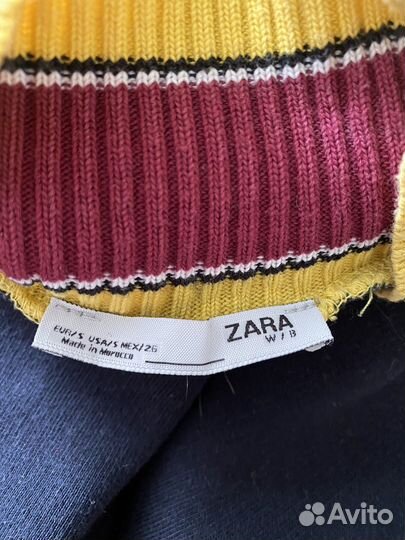 EUR/S USA/S MEX/26
Made in Morocco
ZARA
W/B
Avito